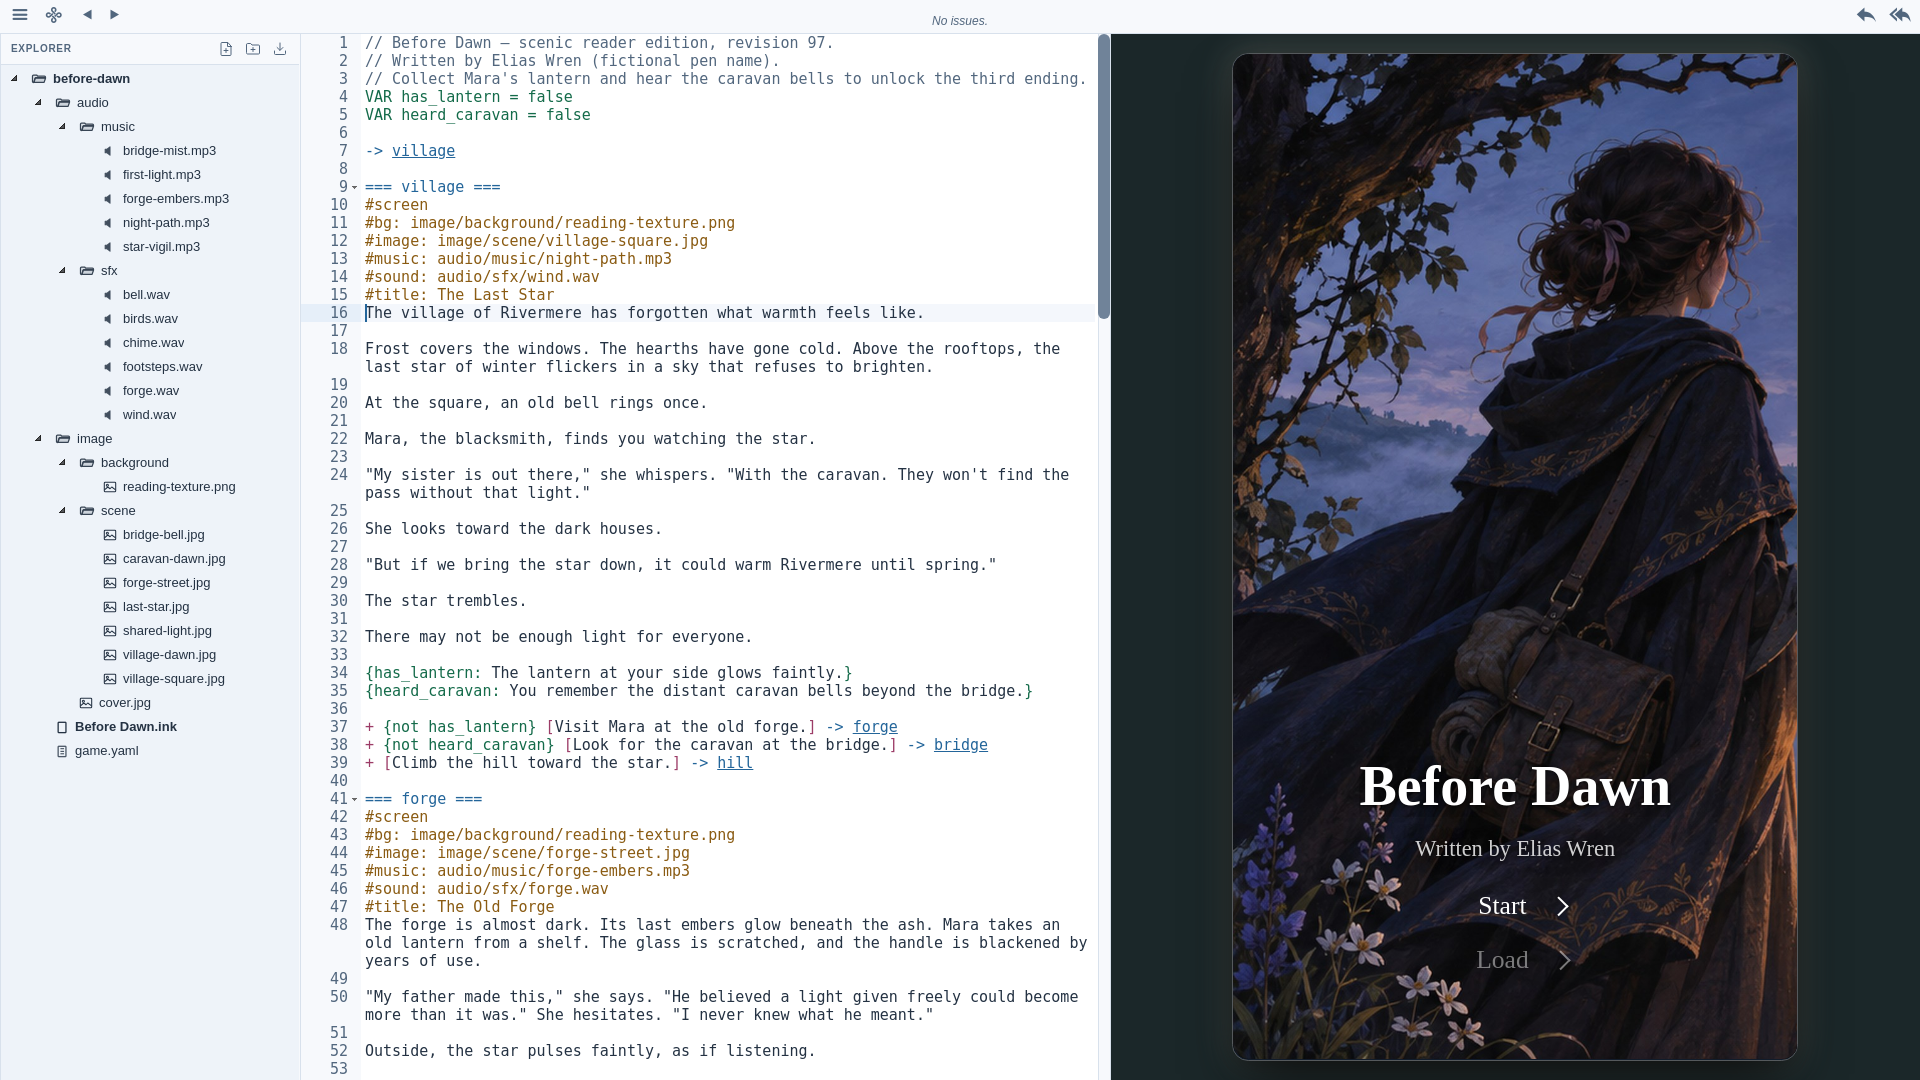 No issues.
EXPLORER
before-dawn
audio
music
bridge-mist.mp3
first-light.mp3
forge-embers.mp3
night-path.mp3
star-vigil.mp3
sfx
bell.wav
birds.wav
chime.wav
footsteps.wav
forge.wav
wind.wav
image
background
reading-texture.png
scene
bridge-bell.jpg
caravan-dawn.jpg
forge-street.jpg
last-star.jpg
shared-light.jpg
village-dawn.jpg
village-square.jpg
cover.jpg
Before Dawn.ink
game.yaml
1 // Before Dawn — scenic reader edition, revision 97.
2 // Written by Elias Wren (fictional pen name).
3 // Collect Mara's lantern and hear the caravan bells to unlock the third ending.
4 VAR has_lantern = false
5 VAR heard_caravan = false
6
7 -> village
8
9 === village ===
10 #screen
11 #bg: image/background/reading-texture.png
12 #image: image/scene/village-square.jpg
13 #music: audio/music/night-path.mp3
14 #sound: audio/sfx/wind.wav
15 #title: The Last Star
16 The village of Rivermere has forgotten what warmth feels like.
17
18 Frost covers the windows. The hearths have gone cold. Above the rooftops, the
last star of winter flickers in a sky that refuses to brighten.
19
20 At the square, an old bell rings once.
21
22 Mara, the blacksmith, finds you watching the star.
23
24 "My sister is out there," she whispers. "With the caravan. They won't find the
pass without that light."
25
26 She looks toward the dark houses.
27
28 "But if we bring the star down, it could warm Rivermere until spring."
29
30 The star trembles.
31
32 There may not be enough light for everyone.
33
34 {has_lantern: The lantern at your side glows faintly.}
35 {heard_caravan: You remember the distant caravan bells beyond the bridge.}
36
37 + {not has_lantern} [Visit Mara at the old forge.] -> forge
38 + {not heard_caravan} [Look for the caravan at the bridge.] -> bridge
39 + [Climb the hill toward the star.] -> hill
40
41 === forge ===
42 #screen
43 #bg: image/background/reading-texture.png
44 #image: image/scene/forge-street.jpg
45 #music: audio/music/forge-embers.mp3
46 #sound: audio/sfx/forge.wav
47 #title: The Old Forge
48 The forge is almost dark. Its last embers glow beneath the ash. Mara takes an
old lantern from a shelf. The glass is scratched, and the handle is blackened by
years of use.
49
50 "My father made this," she says. "He believed a light given freely could become
more than it was." She hesitates. "I never knew what he meant."
51
52 Outside, the star pulses faintly, as if listening.
53
Before Dawn
Written by Elias Wren
Start
Load